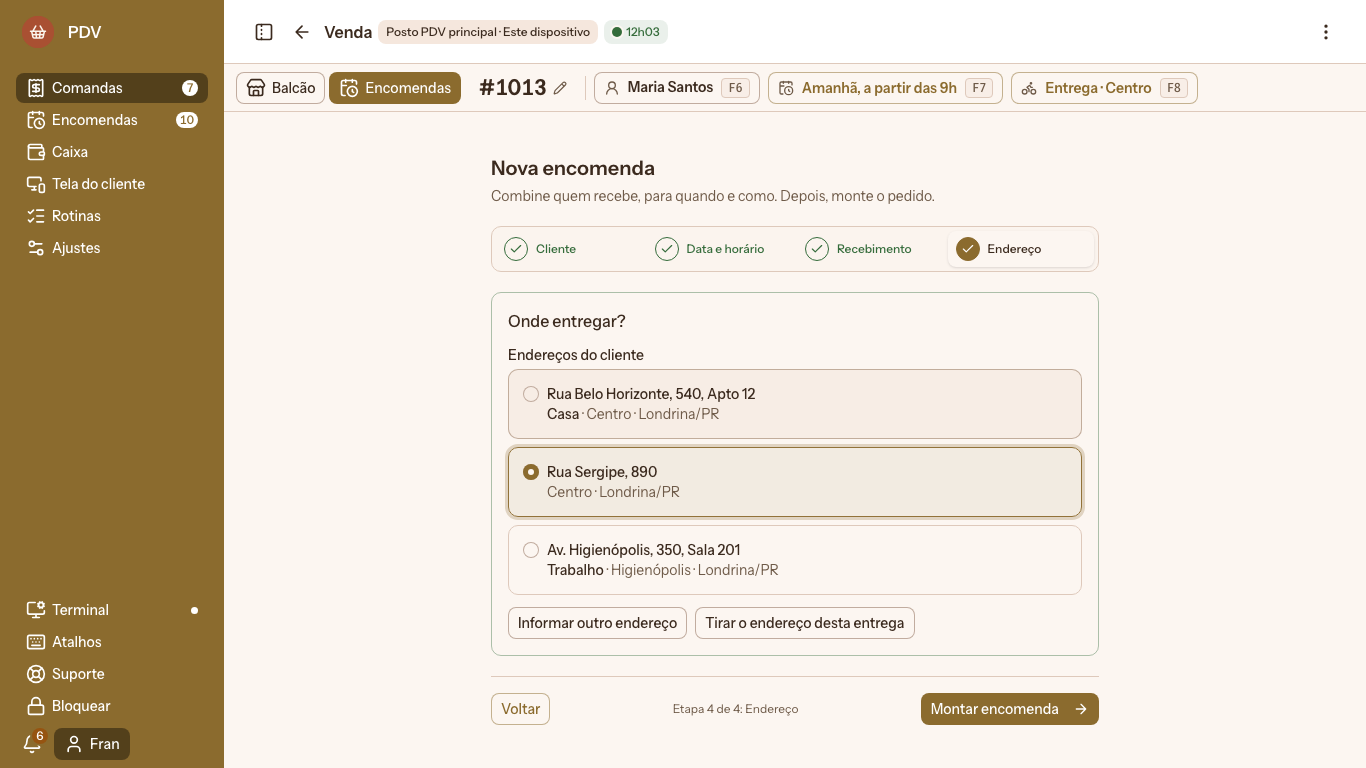 PDV
Comandas 7
Encomendas 10
Caixa
Tela do cliente
Rotinas
Ajustes
Terminal
Atalhos
Suporte
Bloquear
6 Fran
Venda Posto PDV principal · Este dispositivo 12h03
Balcão Encomendas #1013 Maria Santos F6 Amanhã, a partir das 9h F7 Entrega · Centro F8
Nova encomenda
Combine quem recebe, para quando e como. Depois, monte o pedido.
Cliente Data e horário Recebimento Endereço
Onde entregar?
Endereços do cliente
Rua Belo Horizonte, 540, Apto 12
Casa · Centro · Londrina/PR
Rua Sergipe, 890
Centro · Londrina/PR
Av. Higienópolis, 350, Sala 201
Trabalho · Higienópolis · Londrina/PR
Informar outro endereço Tirar o endereço desta entrega
Voltar Etapa 4 de 4: Endereço Montar encomenda